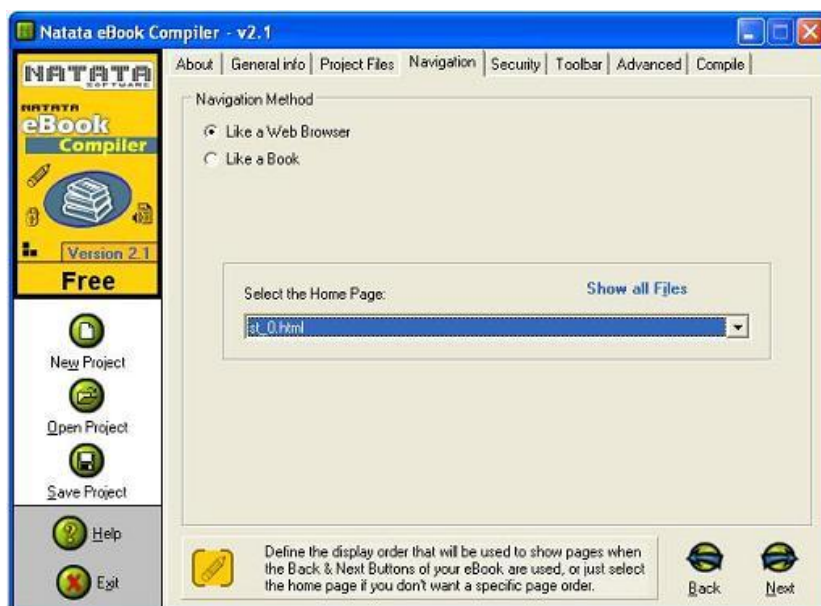 Natata eBook Compiler - v2.1
NATATA
SOFTWARE
NATATA
eBook
Compiler
Version 2.1
Free
New Project
Open Project
Save Project
Help
Exit
About General info Project Files Navigation Security Toolbar Advanced Compile
Navigation Method
Like a Web Browser
Like a Book
Select the Home Page:
Show all Files
st_0.html
Define the display order that will be used to show pages when
the Back & Next Buttons of your eBook are used, or just select
the home page if you don't want a specific page order.
Back
Next